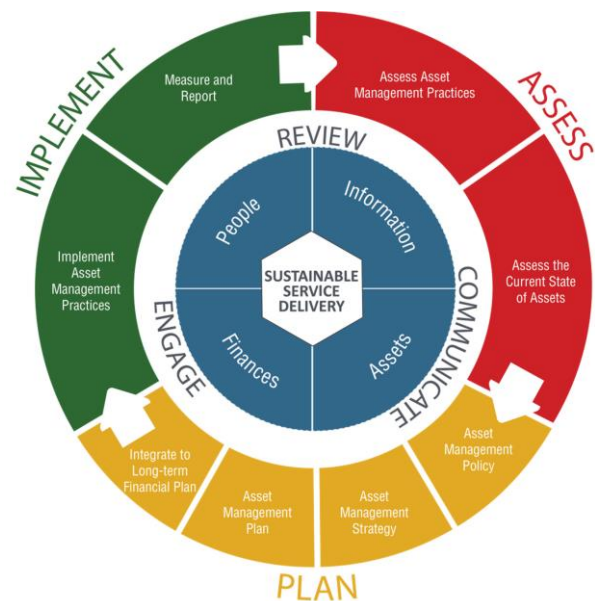 IMPLEMENT
Measure and
Report
Assess Asset
Management Practices
ASSESS
REVIEW
People
Information
Implement
Asset
Management
Practices
SUSTAINABLE
SERVICE
DELIVERY
Assess the
Current State
of Assets
ENGAGE
COMMUNICATE
Finances
Assets
Integrate to
Long-term
Financial Plan
Asset
Management
Plan
Asset
Management
Strategy
Asset
Management
Policy
PLAN